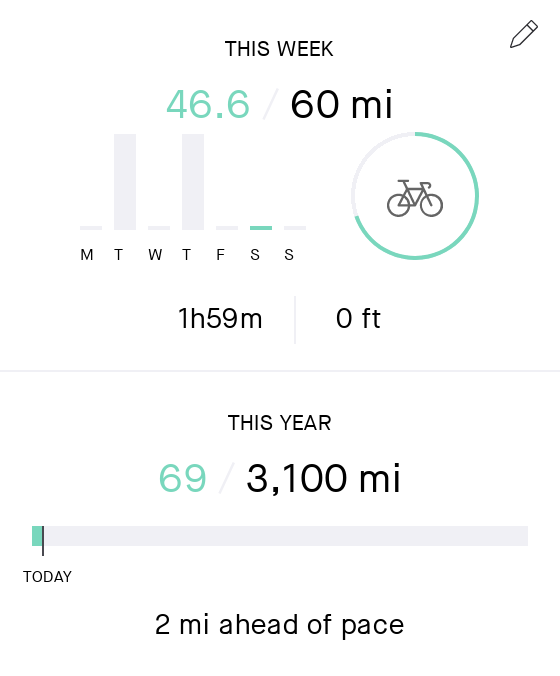 THIS WEEK
46.6 / 60 mi
M T W T F S S
1h59m 0 ft
THIS YEAR
69 / 3,100 mi
TODAY
2 mi ahead of pace